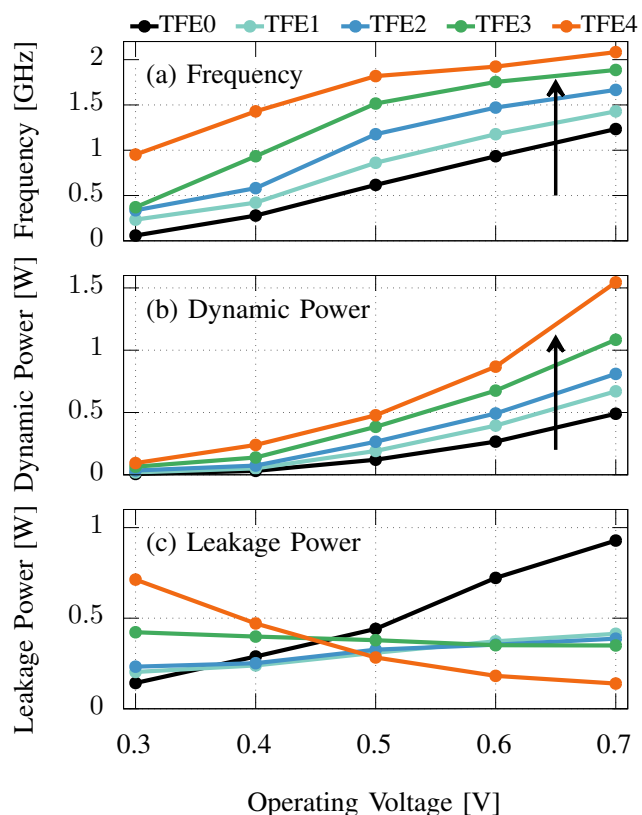 TFE0 TFE1 TFE2 TFE3 TFE4
Frequency [GHz]
2
1.5
1
0.5
0
(a) Frequency
Dynamic Power [W]
1.5
1
0.5
0
(b) Dynamic Power
Leakage Power [W]
1
0.5
0
(c) Leakage Power
0.3 0.4 0.5 0.6 0.7
Operating Voltage [V]